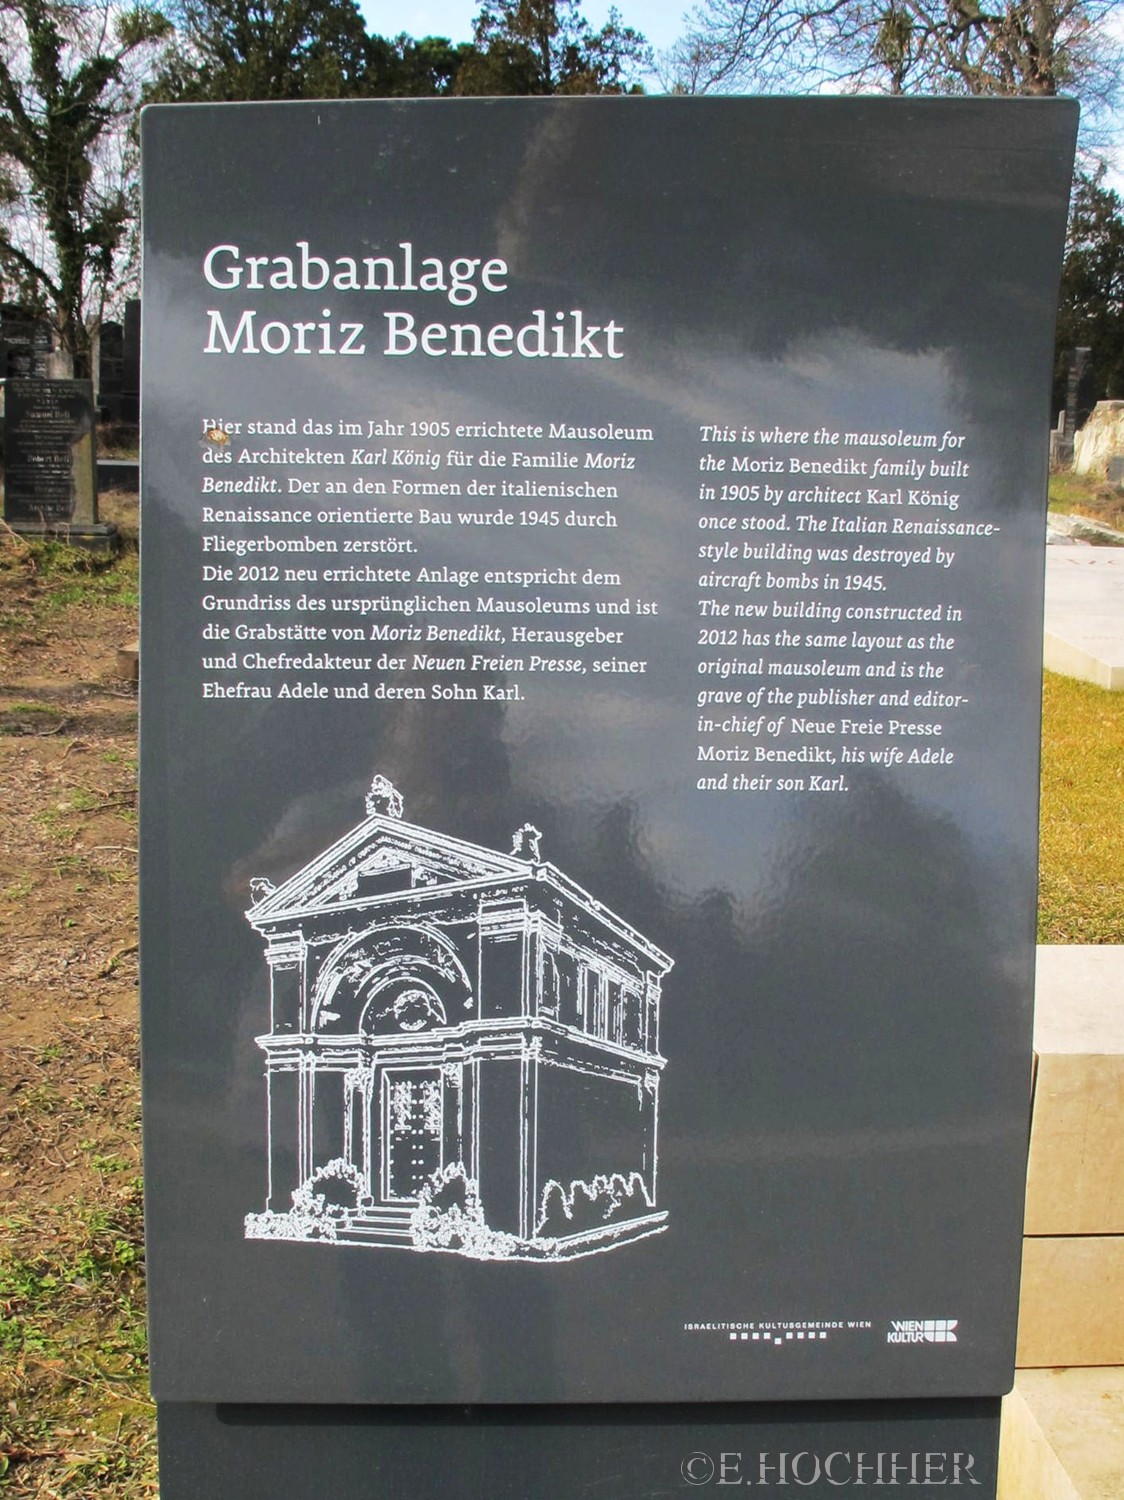 Grabanlage
Moriz Benedikt
Hier stand das im Jahr 1905 errichtete Mausoleum
des Architekten Karl König für die Familie Moriz
Benedikt. Der an den Formen der italienischen
Renaissance orientierte Bau wurde 1945 durch
Fliegerbomben zerstört.
Die 2012 neu errichtete Anlage entspricht dem
Grundriss des ursprünglichen Mausoleums und ist
die Grabstätte von Moriz Benedikt, Herausgeber
und Chefredakteur der Neuen Freien Presse, seiner
Ehefrau Adele und deren Sohn Karl.
This is where the mausoleum for
the Moriz Benedikt family built
in 1905 by architect Karl König
once stood. The Italian Renaissance-
style building was destroyed by
aircraft bombs in 1945.
The new building constructed in
2012 has the same layout as the
original mausoleum and is the
grave of the publisher and editor-
in-chief of Neue Freie Presse
Moriz Benedikt, his wife Adele
and their son Karl.
ISRAELITISCHE KULTUSGEMEINDE WIEN
WIEN
KULTUR
©E.HOCHHER